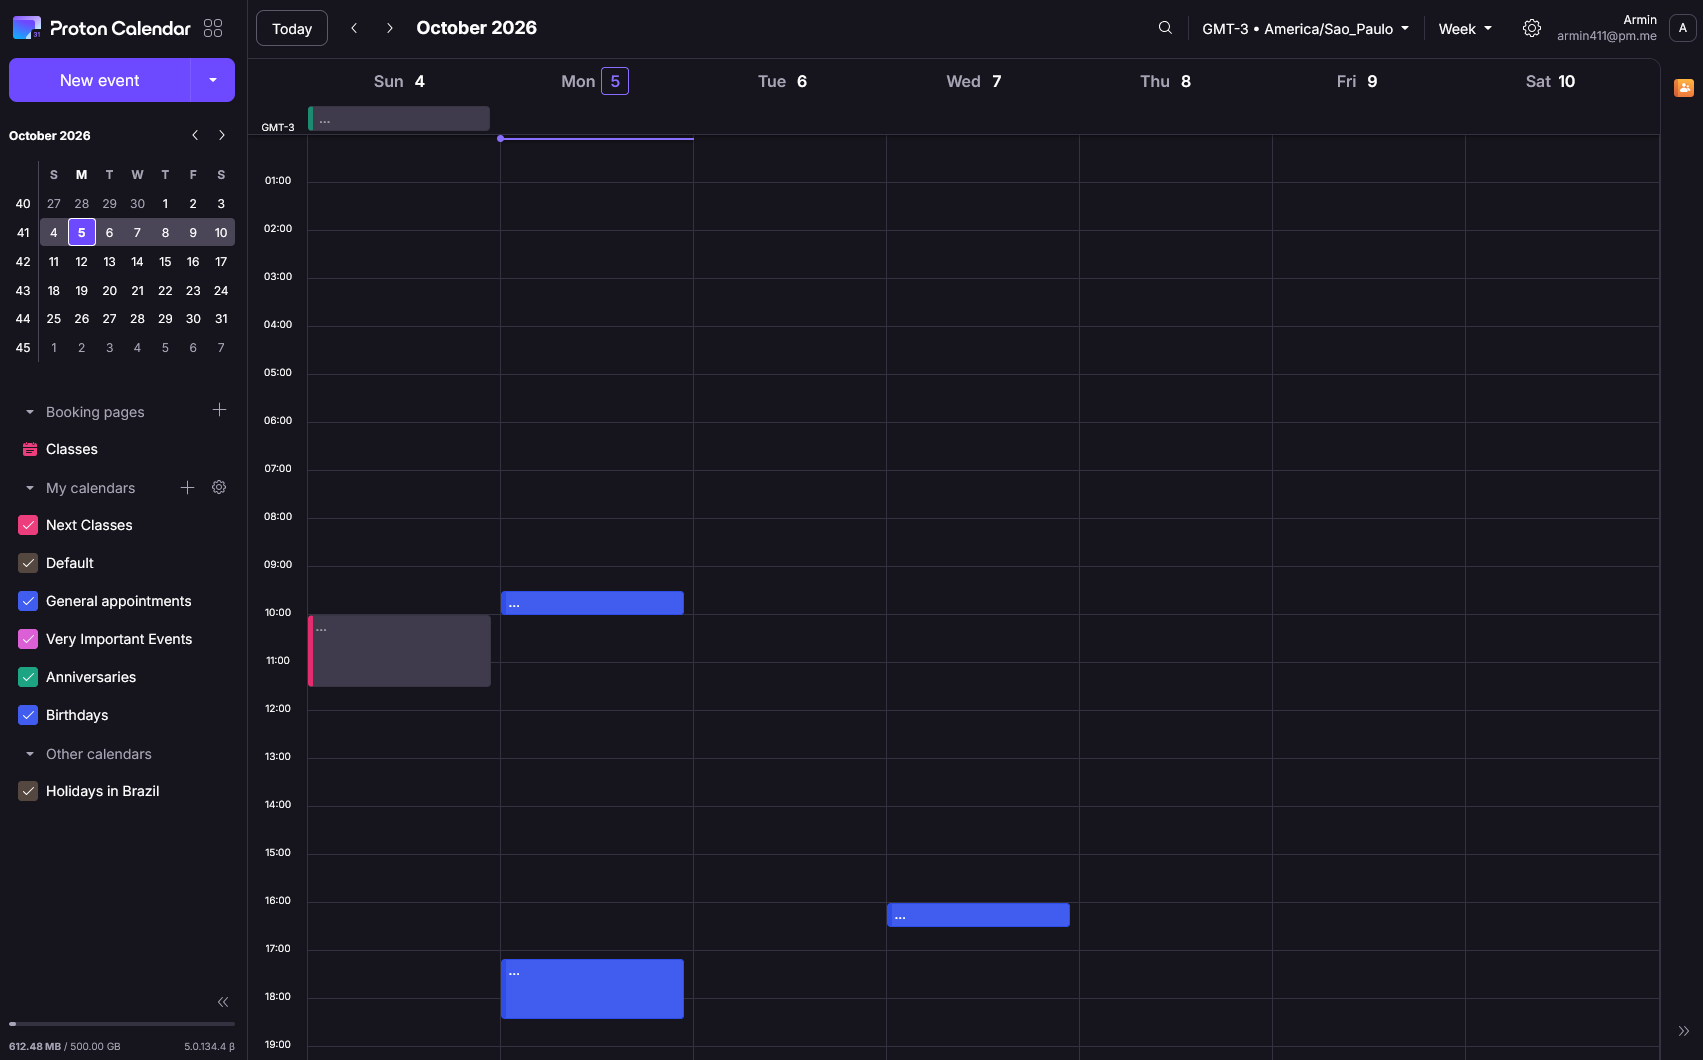 Proton Calendar
31
Today
October 2026
GMT-3 • America/Sao_Paulo
Week
Armin
armin411@pm.me
A
New event
October 2026
S M T W T F S
40 27 28 29 30 1 2 3
41 4 5 6 7 8 9 10
42 11 12 13 14 15 16 17
43 18 19 20 21 22 23 24
44 25 26 27 28 29 30 31
45 1 2 3 4 5 6 7
Booking pages
Classes
My calendars
Next Classes
Default
General appointments
Very Important Events
Anniversaries
Birthdays
Other calendars
Holidays in Brazil
612.48 MB / 500.00 GB
5.0.134.4 β
Sun 4
Mon 5
Tue 6
Wed 7
Thu 8
Fri 9
Sat 10
GMT-3
...
01:00
02:00
03:00
04:00
05:00
06:00
07:00
08:00
09:00
...
10:00
...
11:00
12:00
13:00
14:00
15:00
16:00
...
17:00
...
18:00
19:00